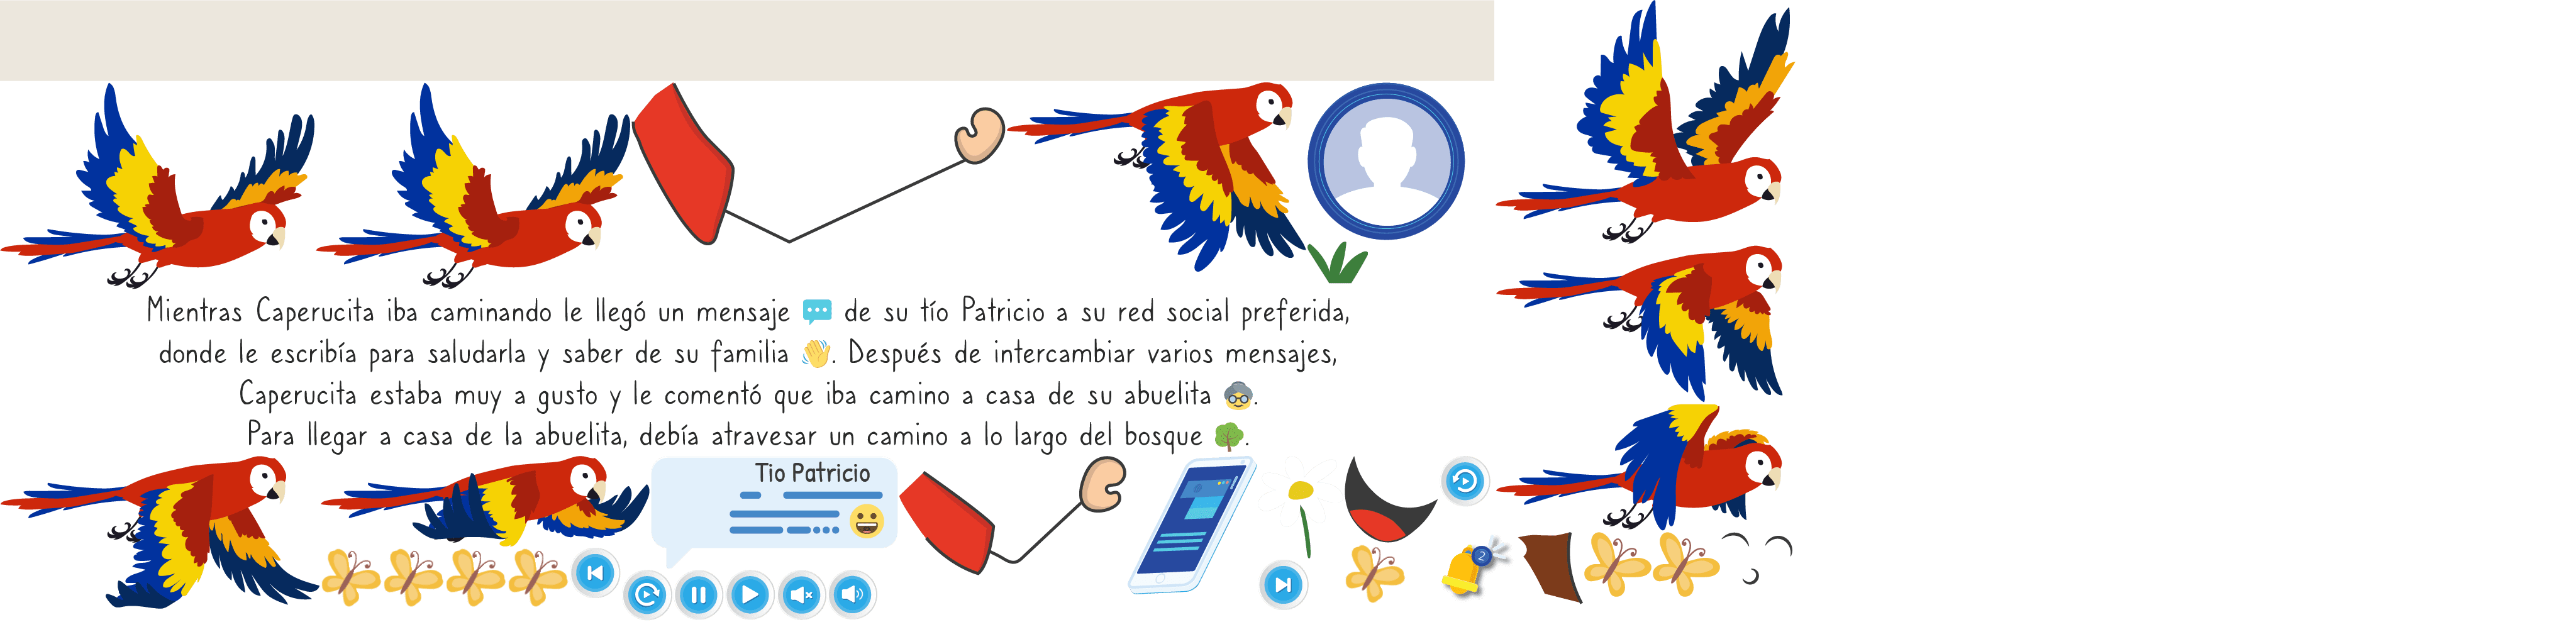 Mientras Caperucita iba caminando le llegó un mensaje 💬 de su tío Patricio a su red social preferida,
donde le escribía para saludarla y saber de su familia 👋. Después de intercambiar varios mensajes,
Caperucita estaba muy a gusto y le comentó que iba camino a casa de su abuelita 👵.
Para llegar a casa de la abuelita, debía atravesar un camino a lo largo del bosque 🌳.
Tio Patricio
2